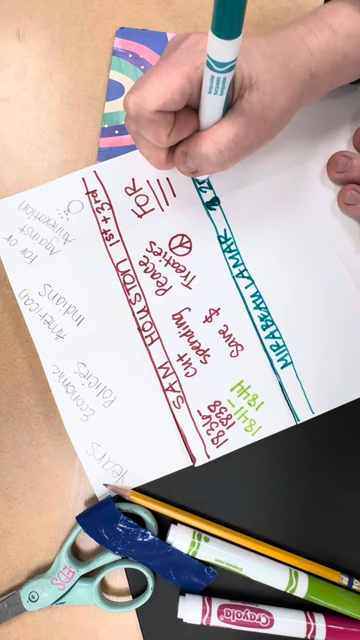 Years
Economic
Policies
American
Indians
For or
Against
Annexation
SAM HOUSTON 1st + 3rd
1836-
1838
1841-
1844
cut
spending
save $
Peace
Treaties
FOR
MIRABEAU LAMAR
EDS
Crayola